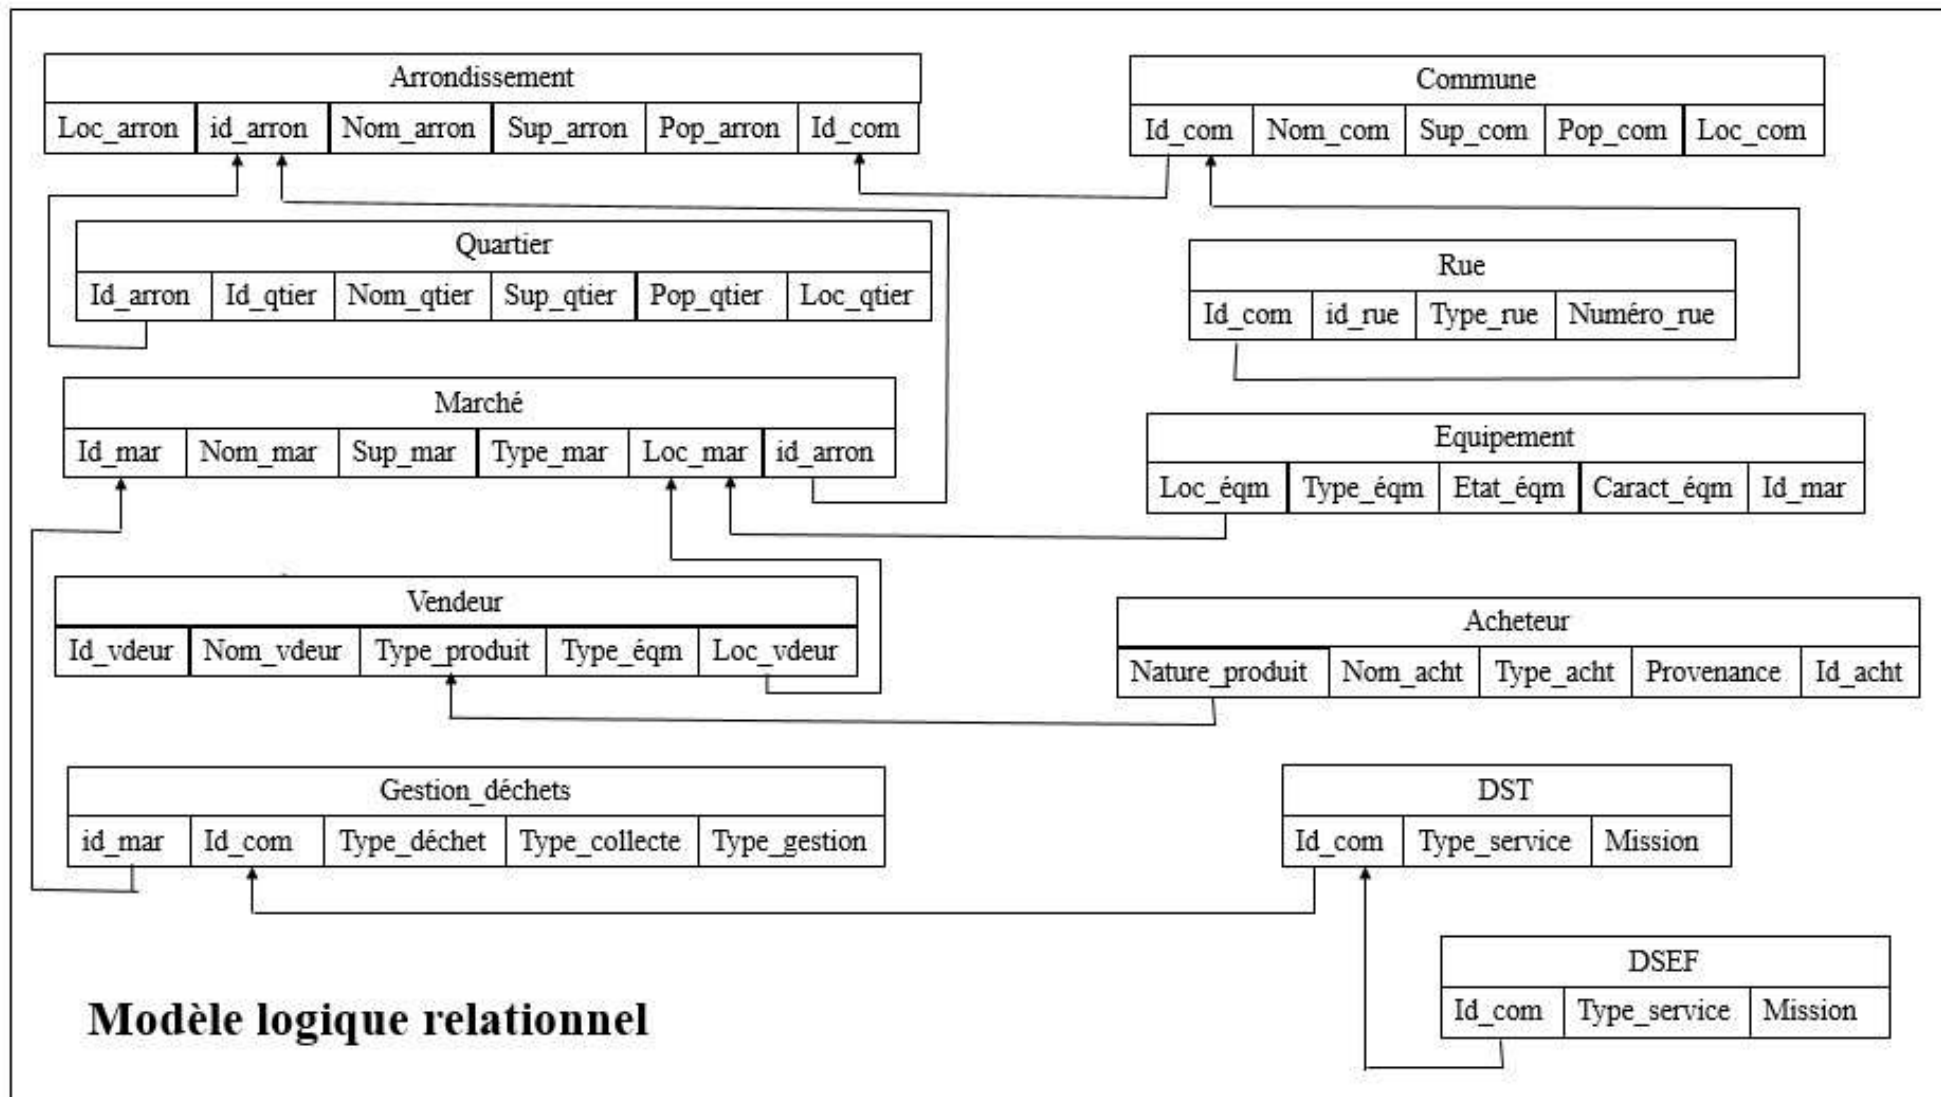 Arrondissement
Loc_arron id_arron Nom_arron Sup_arron Pop_arron Id_com
Commune
Id_com Nom_com Sup_com Pop_com Loc_com
Quartier
Id_arron Id_qtier Nom_qtier Sup_qtier Pop_qtier Loc_qtier
Rue
Id_com id_rue Type_rue Numéro_rue
Marché
Id_mar Nom_mar Sup_mar Type_mar Loc_mar id_arron
Equipement
Loc_éqm Type_éqm Etat_éqm Caract_éqm Id_mar
Vendeur
Id_vdeur Nom_vdeur Type_produit Type_éqm Loc_vdeur
Acheteur
Nature_produit Nom_acht Type_acht Provenance Id_acht
Gestion_déchets
id_mar Id_com Type_déchet Type_collecte Type_gestion
DST
Id_com Type_service Mission
DSEF
Id_com Type_service Mission
Modèle logique relationnel